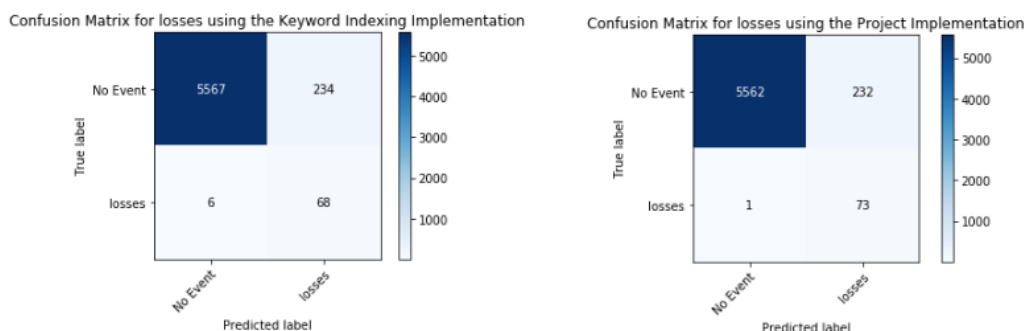 Confusion Matrix for losses using the Keyword Indexing Implementation
No Event
5567
234
losses
6
68
True label
No Event
losses
Predicted label
5000
4000
3000
2000
1000
Confusion Matrix for losses using the Project Implementation
No Event
5562
232
losses
1
73
True label
No Event
losses
Predicted label
5000
4000
3000
2000
1000